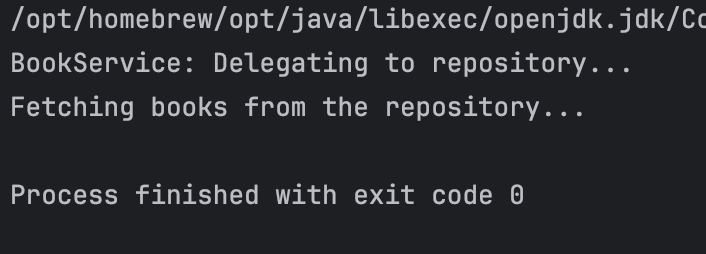 /opt/homebrew/opt/java/libexec/openjdk.jdk/Co
BookService: Delegating to repository...
Fetching books from the repository...
Process finished with exit code 0